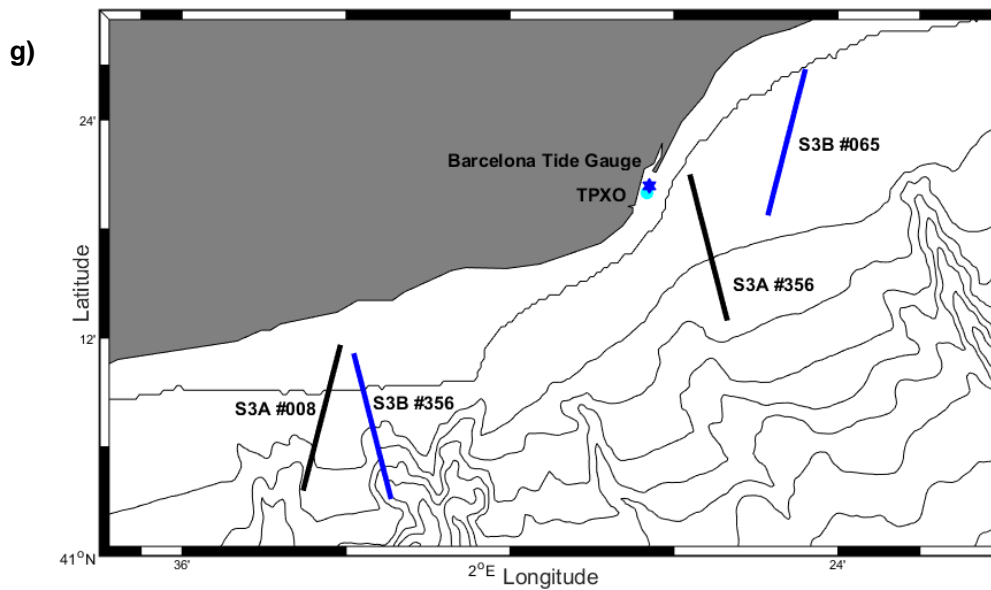 g)
24'
Barcelona Tide Gauge
S3B #065
TPXO
S3A #356
Latitude
12'
S3A #008
S3B #356
41°N
36'
2°E
24'
Longitude